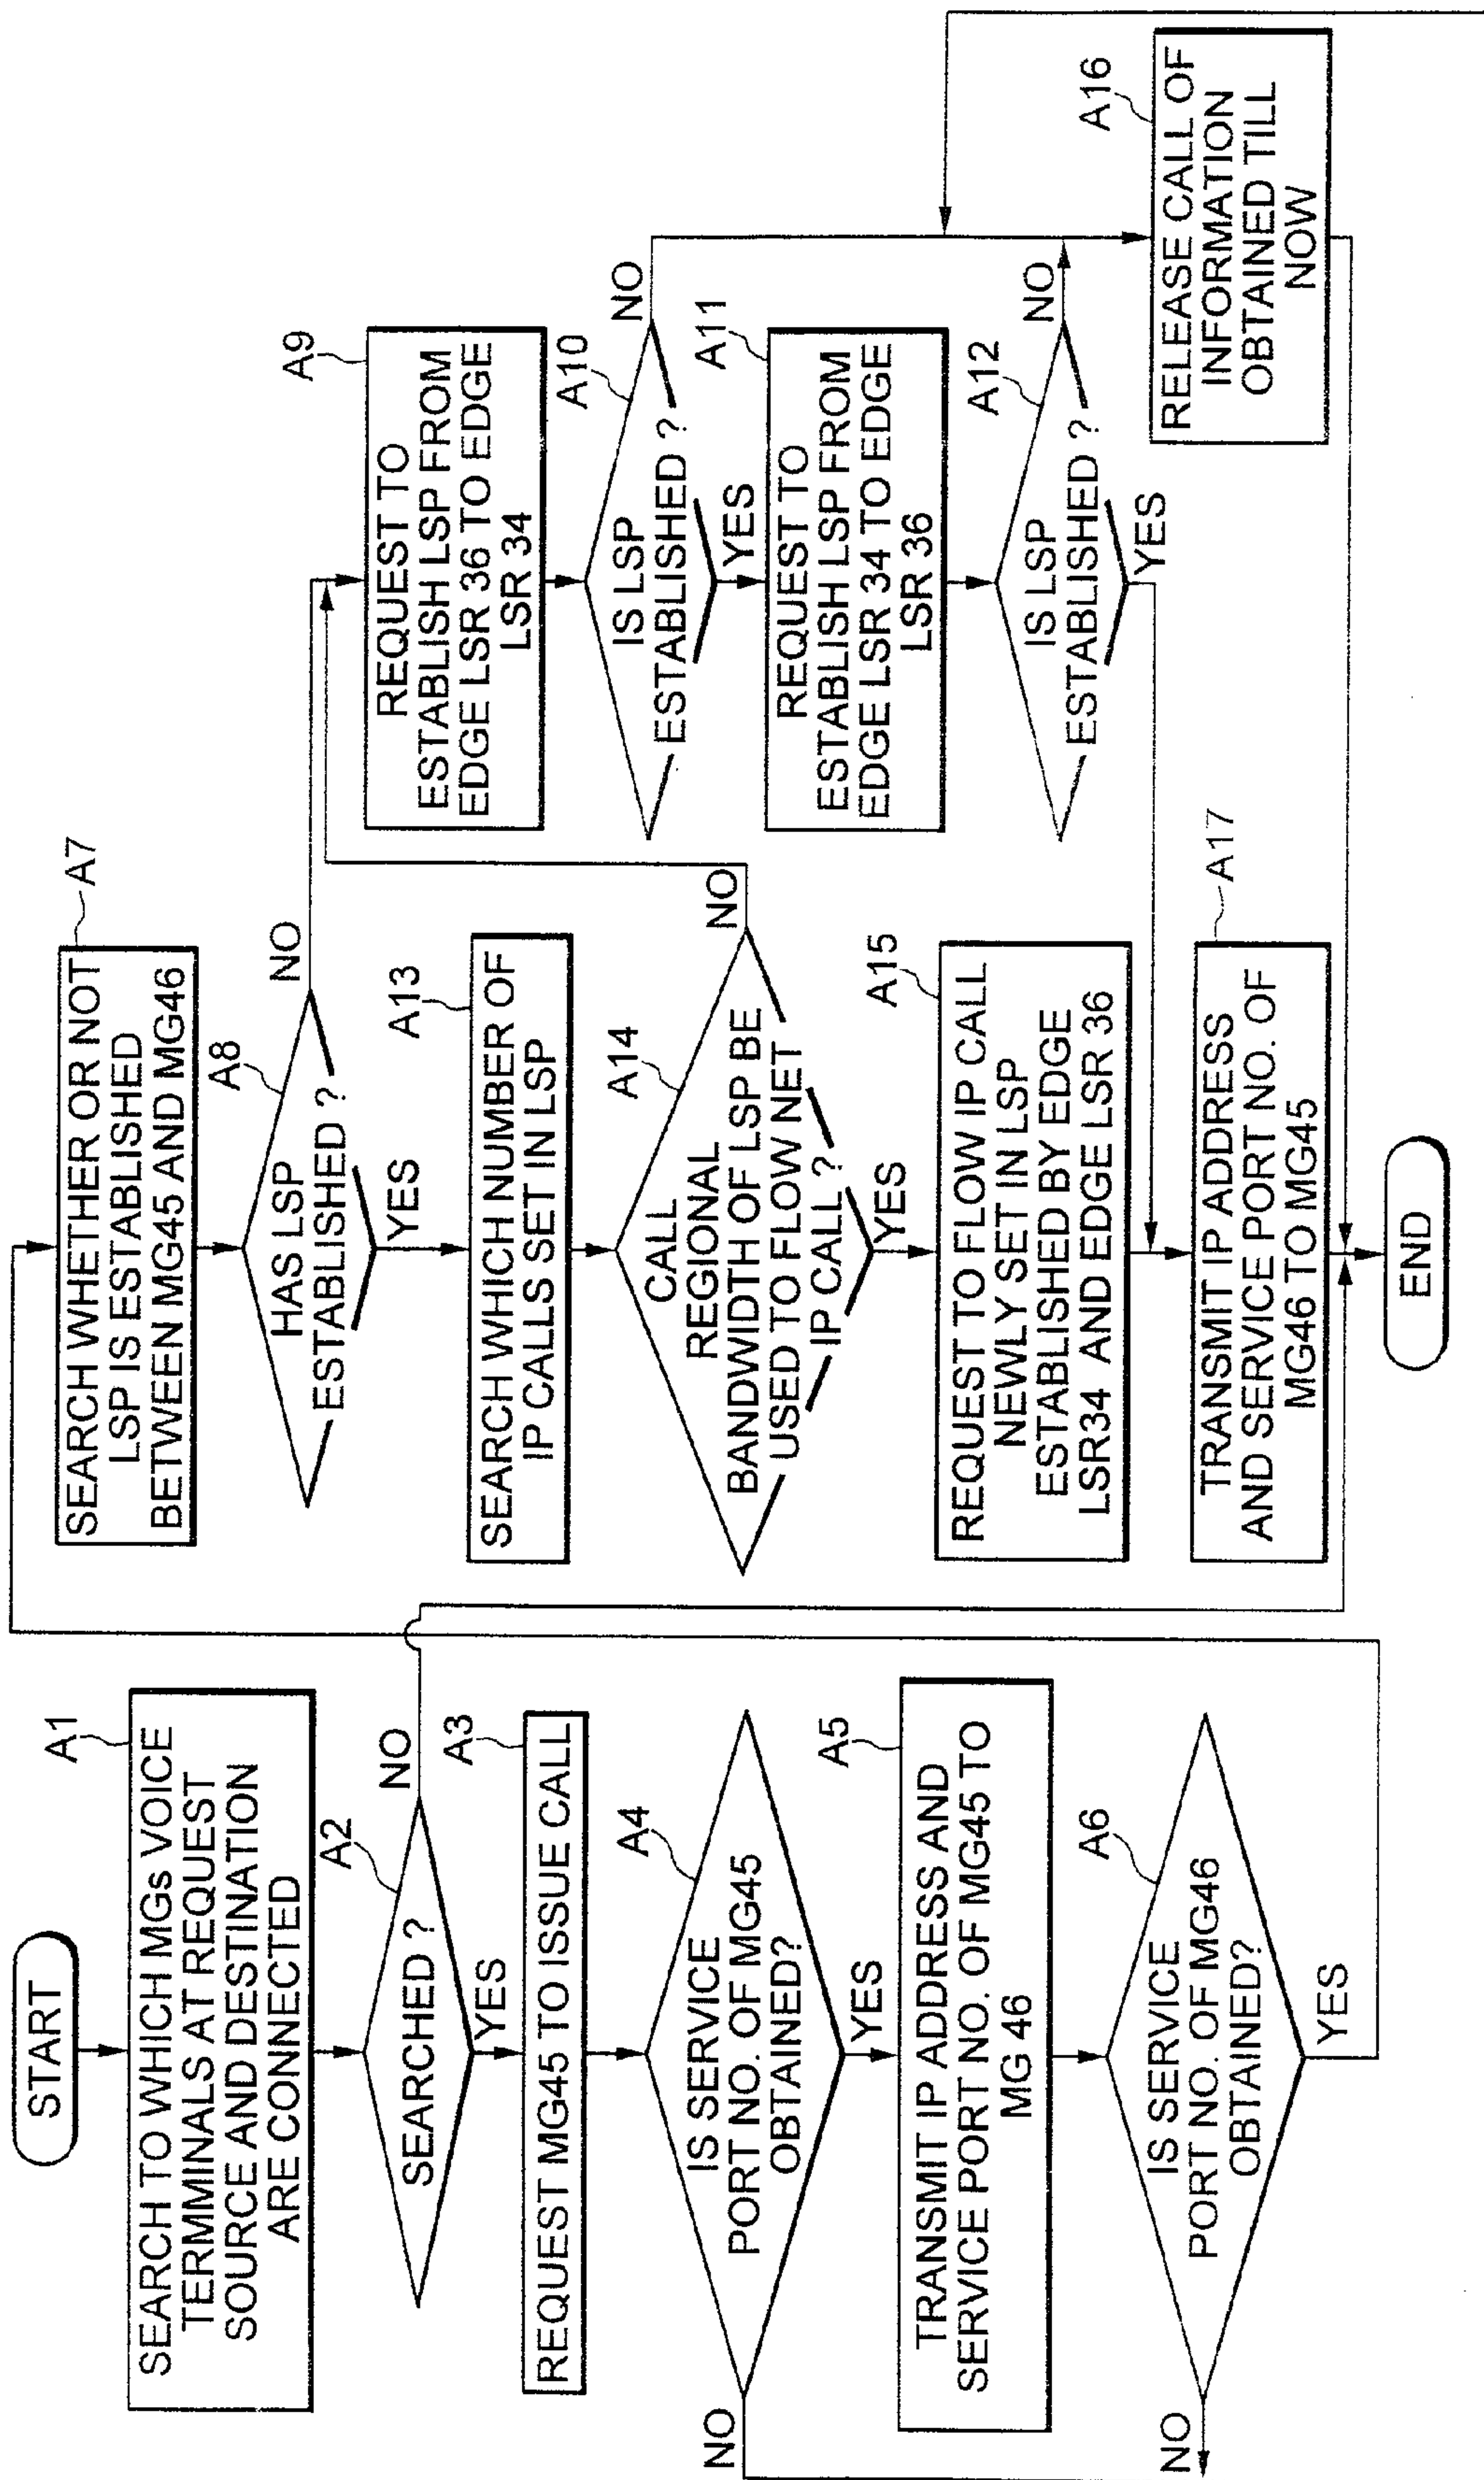 START
A1
SEARCH TO WHICH MGs VOICE
TERMMINALS AT REQUEST
SOURCE AND DESTINATION
ARE CONNECTED
A2
SEARCHED ?
NO
YES
A3
REQUEST MG45 TO ISSUE CALL
A4
IS SERVICE
PORT NO. OF MG45
OBTAINED?
NO
YES
A5
TRANSMIT IP ADDRESS AND
SERVICE PORT NO. OF MG45 TO
MG 46
A6
IS SERVICE
PORT NO. OF MG46
OBTAINED?
NO
YES
A7
SEARCH WHETHER OR NOT
LSP IS ESTABLISHED
BETWEEN MG45 AND MG46
A8
HAS LSP
ESTABLISHED ?
NO
YES
A13
SEARCH WHICH NUMBER OF
IP CALLS SET IN LSP
A14
CALL
REGIONAL
BANDWIDTH OF LSP BE
USED TO FLOW NET
IP CALL ?
NO
YES
A15
REQUEST TO FLOW IP CALL
NEWLY SET IN LSP
ESTABLISHED BY EDGE
LSR34 AND EDGE LSR 36
A17
TRANSMIT IP ADDRESS
AND SERVICE PORT NO. OF
MG46 TO MG45
END
A9
REQUEST TO
ESTABLISH LSP FROM
EDGE LSR 36 TO EDGE
LSR 34
A10
IS LSP
ESTABLISHED ?
NO
YES
A11
REQUEST TO
ESTABLISH LSP FROM
EDGE LSR 34 TO EDGE
LSR 36
A12
IS LSP
ESTABLISHED ?
NO
YES
A16
RELEASE CALL OF
INFORMATION
OBTAINED TILL
NOW